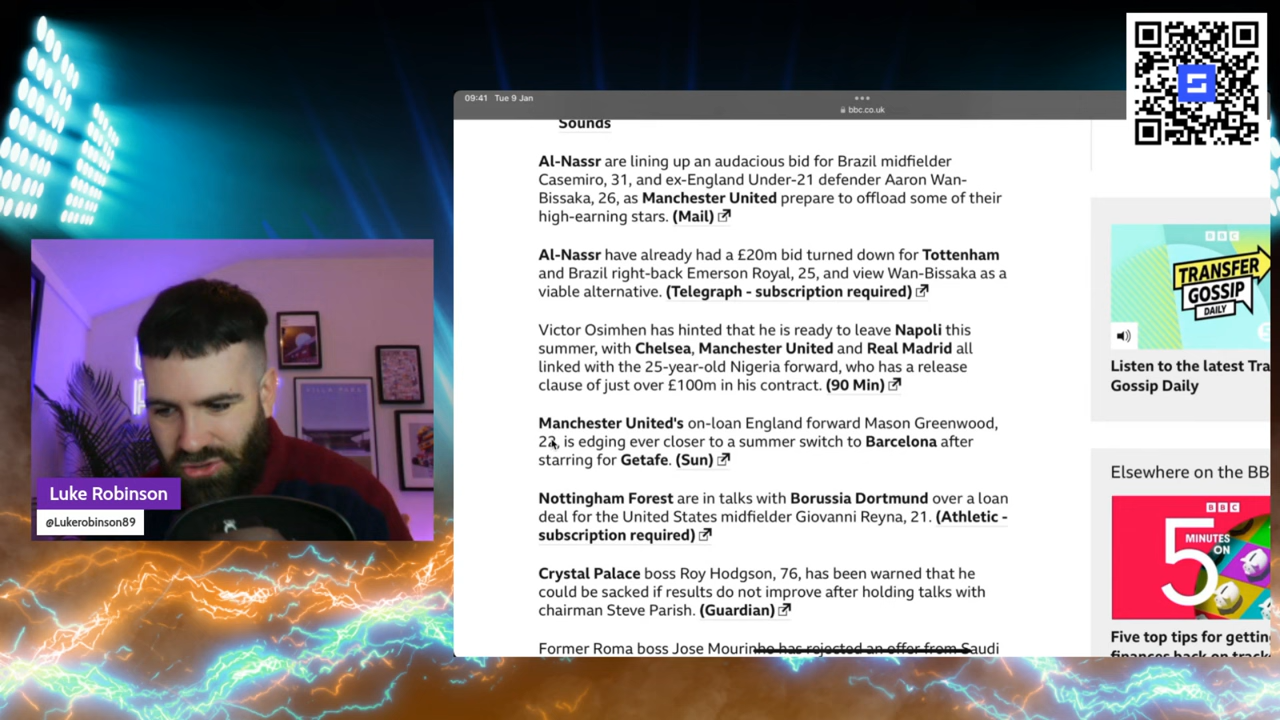 09:41 Tue 9 Jan
bbc.co.uk
Sounds
Al-Nassr are lining up an audacious bid for Brazil midfielder
Casemiro, 31, and ex-England Under-21 defender Aaron Wan-
Bissaka, 26, as Manchester United prepare to offload some of their
high-earning stars. (Mail)
Al-Nassr have already had a £20m bid turned down for Tottenham
and Brazil right-back Emerson Royal, 25, and view Wan-Bissaka as a
viable alternative. (Telegraph - subscription required)
Victor Osimhen has hinted that he is ready to leave Napoli this
summer, with Chelsea, Manchester United and Real Madrid all
linked with the 25-year-old Nigeria forward, who has a release
clause of just over £100m in his contract. (90 Min)
Manchester United's on-loan England forward Mason Greenwood,
22, is edging ever closer to a summer switch to Barcelona after
starring for Getafe. (Sun)
Nottingham Forest are in talks with Borussia Dortmund over a loan
deal for the United States midfielder Giovanni Reyna, 21. (Athletic -
subscription required)
Crystal Palace boss Roy Hodgson, 76, has been warned that he
could be sacked if results do not improve after holding talks with
chairman Steve Parish. (Guardian)
Former Roma boss Jose Mourinho has rejected an offer from Saudi
BBC
TRANSFER
GOSSIP
DAILY
Listen to the latest Tra
Gossip Daily
Elsewhere on the BB
BBC
5
MINUTES
ON
Five top tips for gettin
finances back on track
Luke Robinson
@Lukerobinson89